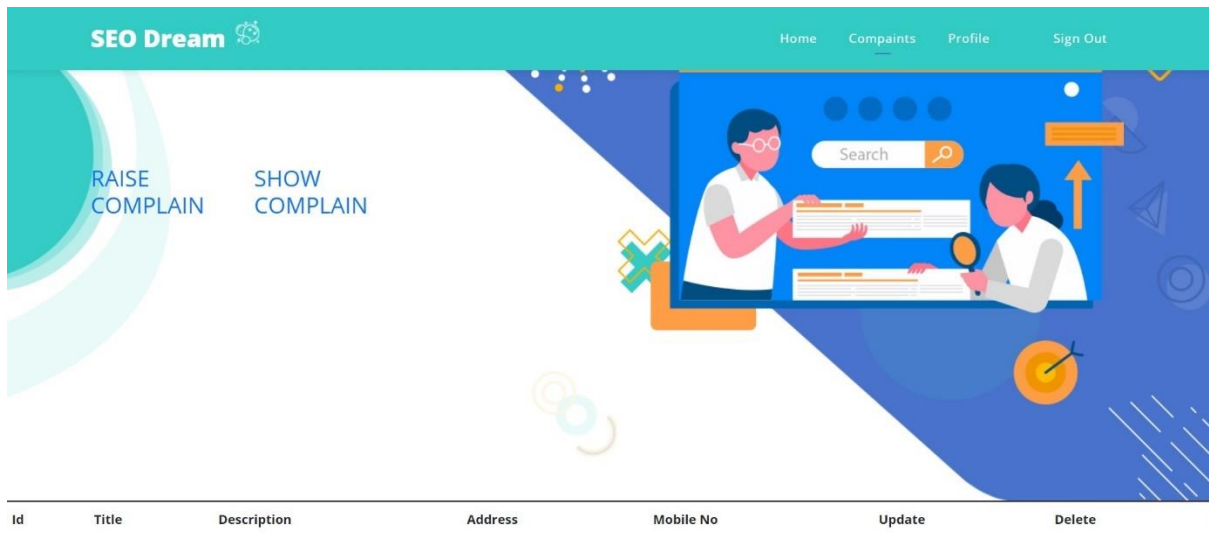 SEO Dream
Home Compaints Profile Sign Out
RAISE SHOW
COMPLAIN COMPLAIN
Search
Id Title Description Address Mobile No Update Delete